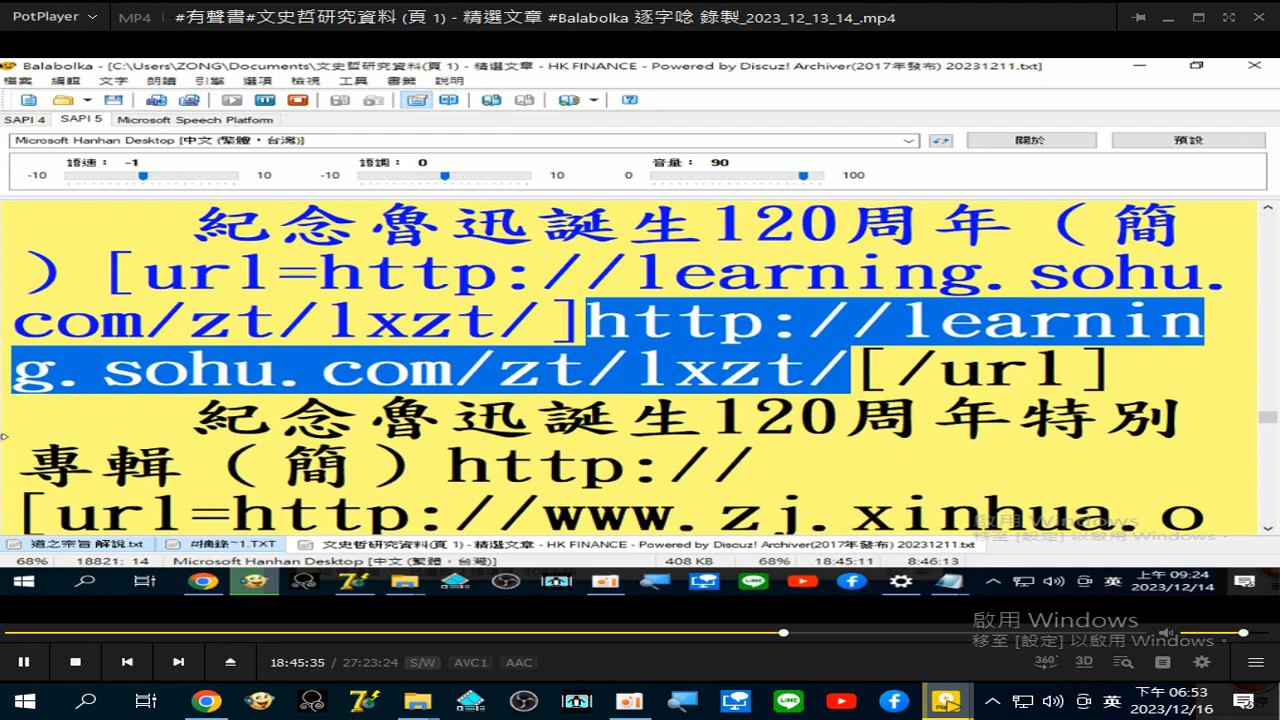 PotPlayer MP4 #有聲書#文史哲研究資料 (頁 1) - 精選文章 #Balabolka 逐字唸 錄製_2023_12_13_14_.mp4
Balabolka - [C:\Users\ZONG\Documents\文史哲研究資料(頁 1) - 精選文章 - HK FINANCE - Powered by Discuz! Archiver(2017年發布) 20231211.txt]
檔案 編輯 文字 朗讀 引擎 選項 檢視 工具 書籤 說明
SAPI 4 SAPI 5 Microsoft Speech Platform
Microsoft Hanhan Desktop [中文 (繁體，台灣)] 關於 預設
語速： -1 語調： 0 音量： 90
-10 10 -10 10 0 100
紀念魯迅誕生120周年（簡
）[url=http://learning.sohu.
com/zt/lxzt/]http://learnin
g.sohu.com/zt/lxzt/[/url]
紀念魯迅誕生120周年特別
專輯（簡）http://
[url=http://www.zj.xinhua.o
啟用 Windows
移至 [設定] 以啟用 Windows。
道之宗旨 解說.txt #摘錄~1.TXT 文史哲研究資料(頁 1) - 精選文章 - HK FINANCE - Powered by Discuz! Archiver(2017年發布) 20231211.txt
68% 18821: 14 Microsoft Hanhan Desktop [中文 (繁體，台灣)] 408 KB 68% 18:45:11 8:46:13
英 上午 09:24
2023/12/14
啟用 Windows
移至 [設定] 以啟用 Windows。
18:45:35 / 27:23:24 S/W AVC1 AAC 360° 3D
英 下午 06:53
2023/12/16